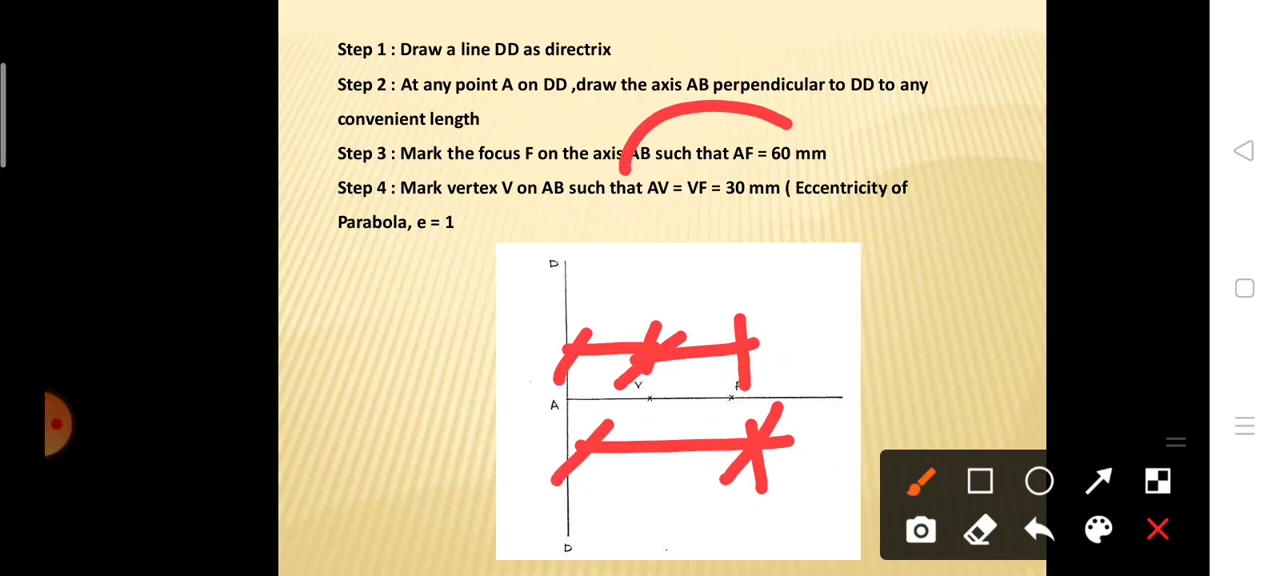 Step 1 : Draw a line DD as directrix
Step 2 : At any point A on DD ,draw the axis AB perpendicular to DD to any
convenient length
Step 3 : Mark the focus F on the axis AB such that AF = 60 mm
Step 4 : Mark vertex V on AB such that AV = VF = 30 mm ( Eccentricity of
Parabola, e = 1
D
V F
A
D